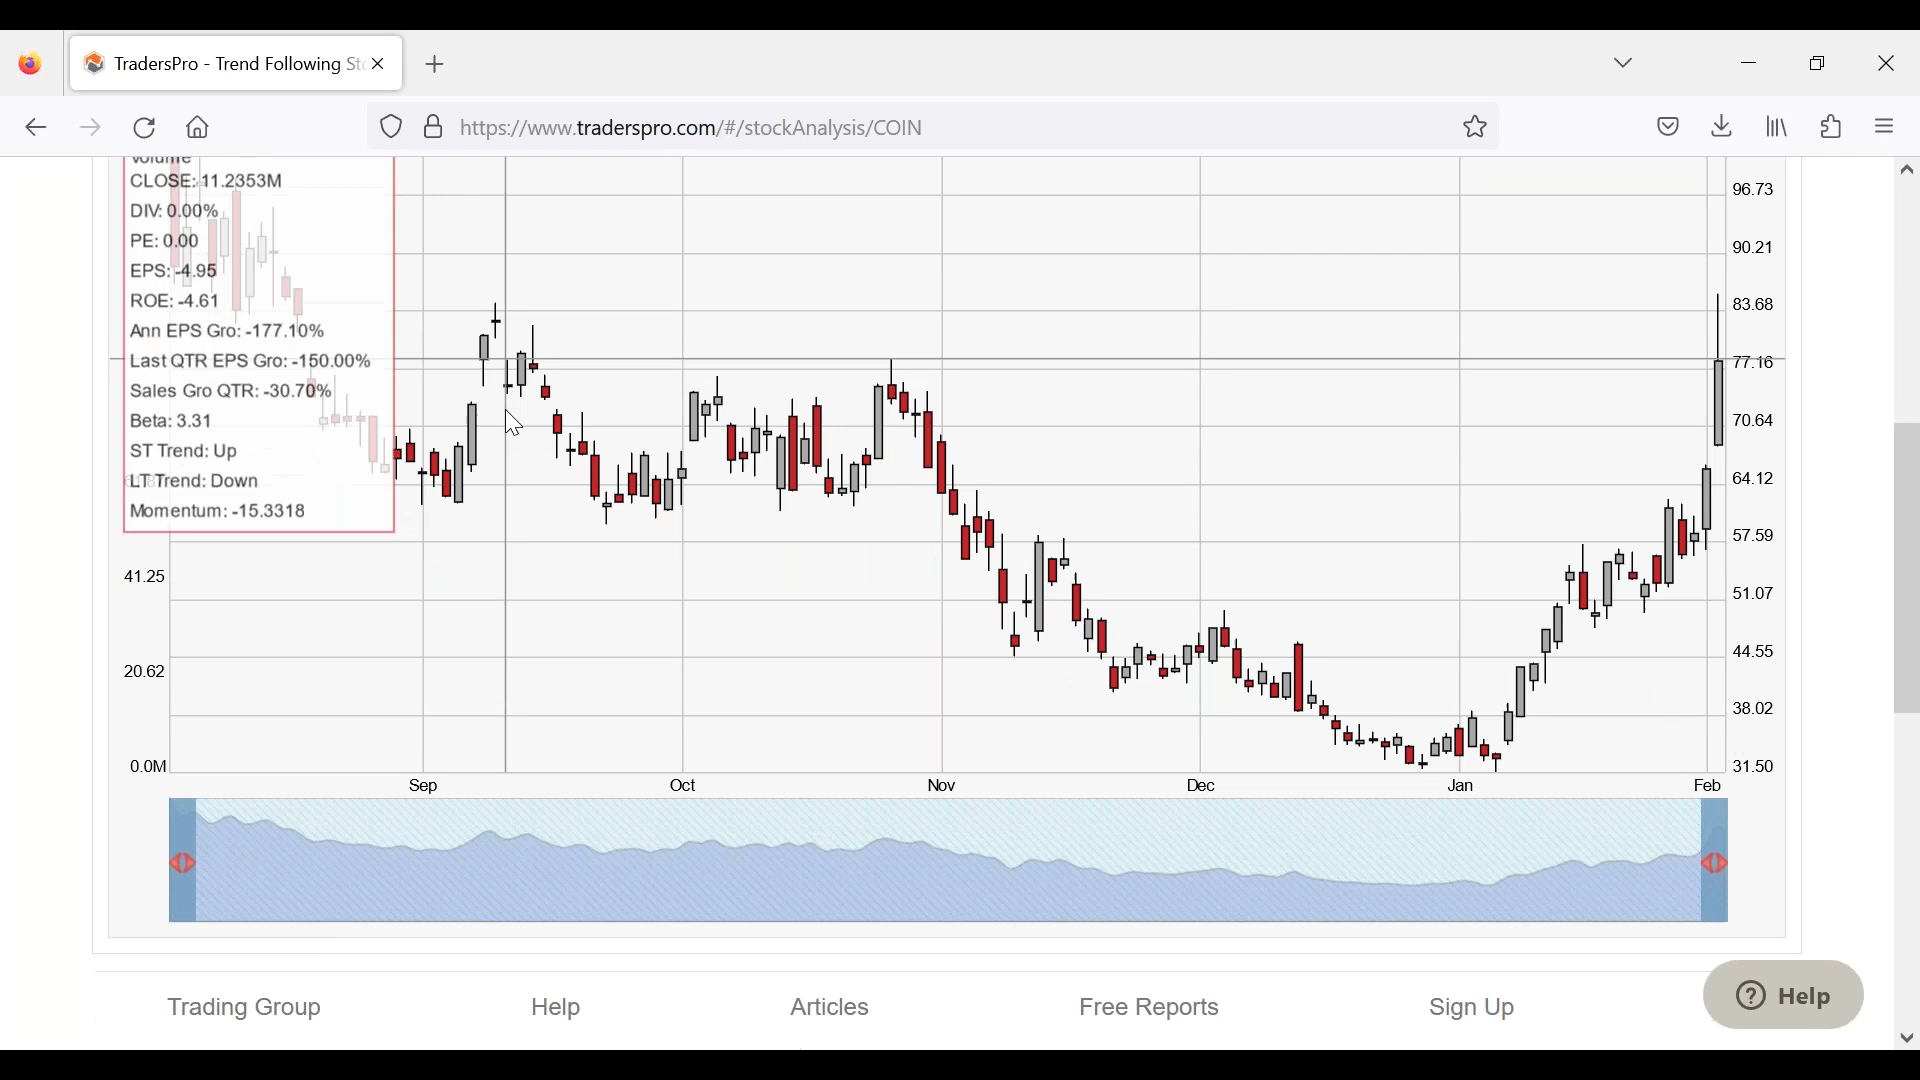 TradersPro - Trend Following Sto
https://www.traderspro.com/#/stockAnalysis/COIN
Volume
CLOSE: 11.2353M
DIV: 0.00%
PE: 0.00
EPS: -4.95
ROE: -4.61
Ann EPS Gro: -177.10%
Last QTR EPS Gro: -150.00%
Sales Gro QTR: -30.70%
Beta: 3.31
ST Trend: Up
LT Trend: Down
Momentum: -15.3318
41.25
20.62
0.0M
96.73
90.21
83.68
77.16
70.64
64.12
57.59
51.07
44.55
38.02
31.50
Sep Oct Nov Dec Jan Feb
Trading Group Help Articles Free Reports Sign Up
Help